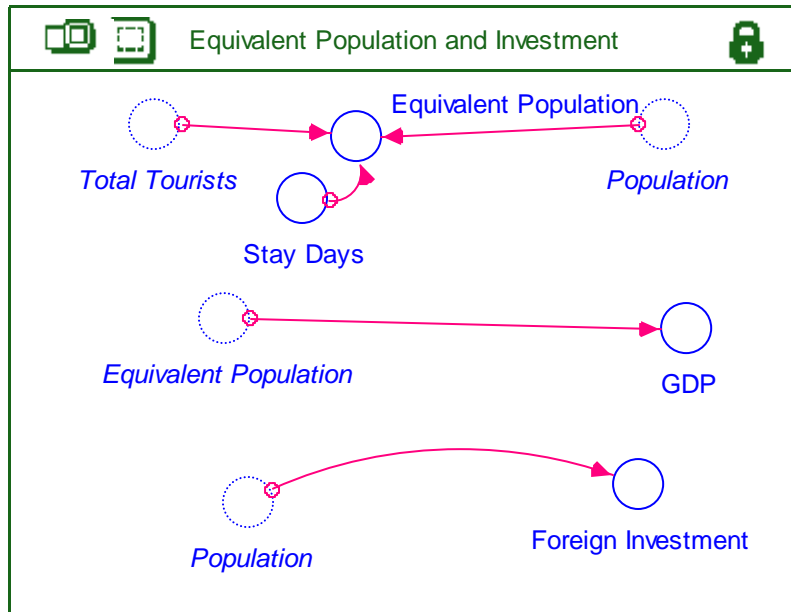 Equivalent Population and Investment
Equivalent Population
Total Tourists
Population
Stay Days
Equivalent Population
GDP
Population
Foreign Investment